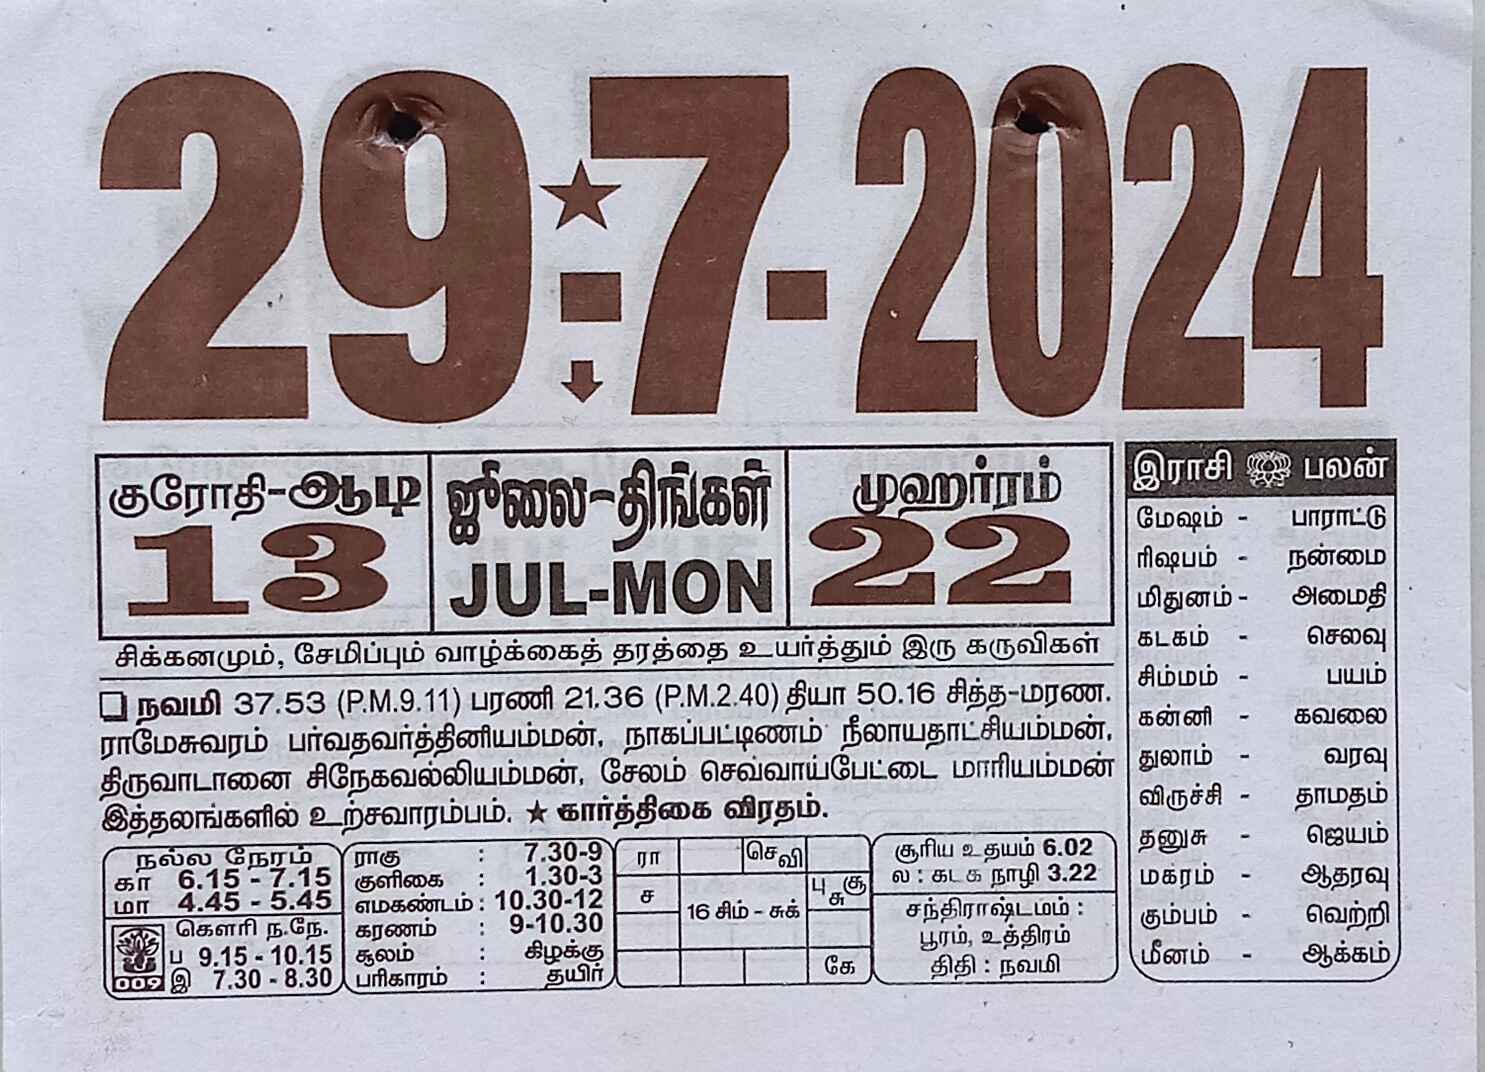 29-7-2024
குரோதி-ஆடி
13
ஜூலை-திங்கள்
JUL-MON
முஹர்ரம்
22
சிக்கனமும், சேமிப்பும் வாழ்க்கைத் தரத்தை உயர்த்தும் இரு கருவிகள்
நவமி 37.53 (P.M.9.11) பரணி 21.36 (P.M.2.40) தியா 50.16 சித்த-மரண.
ராமேசுவரம் பர்வதவர்த்தினியம்மன், நாகப்பட்டிணம் நீலாயதாட்சியம்மன்,
திருவாடானை சிநேகவல்லியம்மன், சேலம் செவ்வாய்பேட்டை மாரியம்மன்
இத்தலங்களில் உற்சவாரம்பம். ★ கார்த்திகை விரதம்.
நல்ல நேரம்
கா 6.15 - 7.15
மா 4.45 - 5.45
கௌரி ந.நே.
ப 9.15 - 10.15
இ 7.30 - 8.30
009
ராகு : 7.30-9
குளிகை : 1.30-3
எமகண்டம் : 10.30-12
கரணம் : 9-10.30
சூலம் : கிழக்கு
பரிகாரம் : தயிர்
ரா
செவி
ச
16 சிம் - சுக்
பு சூ
சு
கே
சூரிய உதயம் 6.02
ல : கடக நாழி 3.22
சந்திராஷ்டமம் :
பூரம், உத்திரம்
திதி : நவமி
இராசி பலன்
மேஷம் - பாராட்டு
ரிஷபம் - நன்மை
மிதுனம் - அமைதி
கடகம் - செலவு
சிம்மம் - பயம்
கன்னி - கவலை
துலாம் - வரவு
விருச்சி - தாமதம்
தனுசு - ஜெயம்
மகரம் - ஆதரவு
கும்பம் - வெற்றி
மீனம் - ஆக்கம்